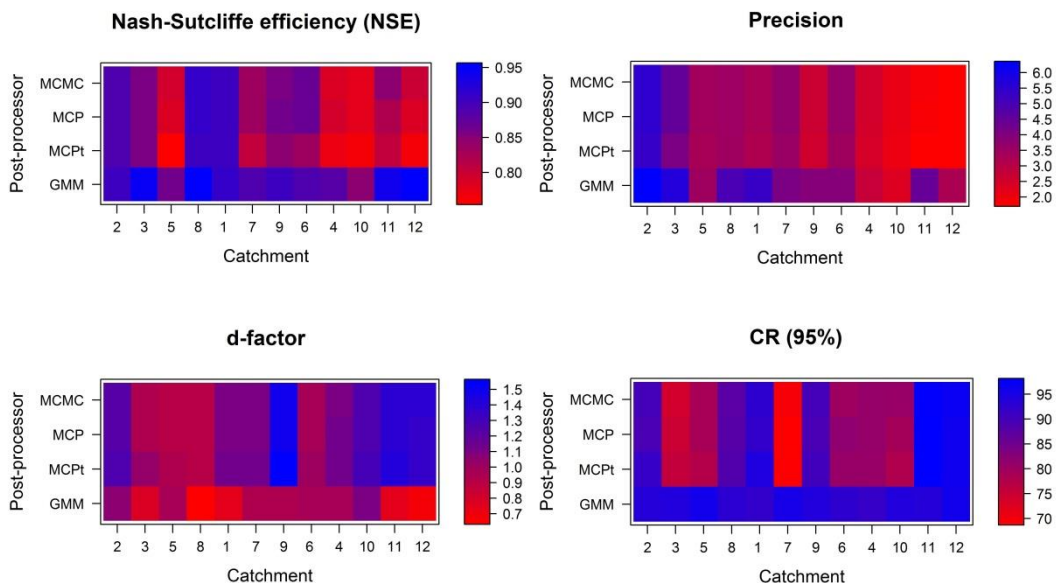 Nash-Sutcliffe efficiency (NSE)
Post-processor
MCMC
MCP
MCPt
GMM
2 3 5 8 1 7 9 6 4 10 11 12
Catchment
0.95
0.90
0.85
0.80
Precision
Post-processor
MCMC
MCP
MCPt
GMM
2 3 5 8 1 7 9 6 4 10 11 12
Catchment
6.0
5.5
5.0
4.5
4.0
3.5
3.0
2.5
2.0
d-factor
Post-processor
MCMC
MCP
MCPt
GMM
2 3 5 8 1 7 9 6 4 10 11 12
Catchment
1.5
1.4
1.3
1.2
1.1
1.0
0.9
0.8
0.7
CR (95%)
Post-processor
MCMC
MCP
MCPt
GMM
2 3 5 8 1 7 9 6 4 10 11 12
Catchment
95
90
85
80
75
70